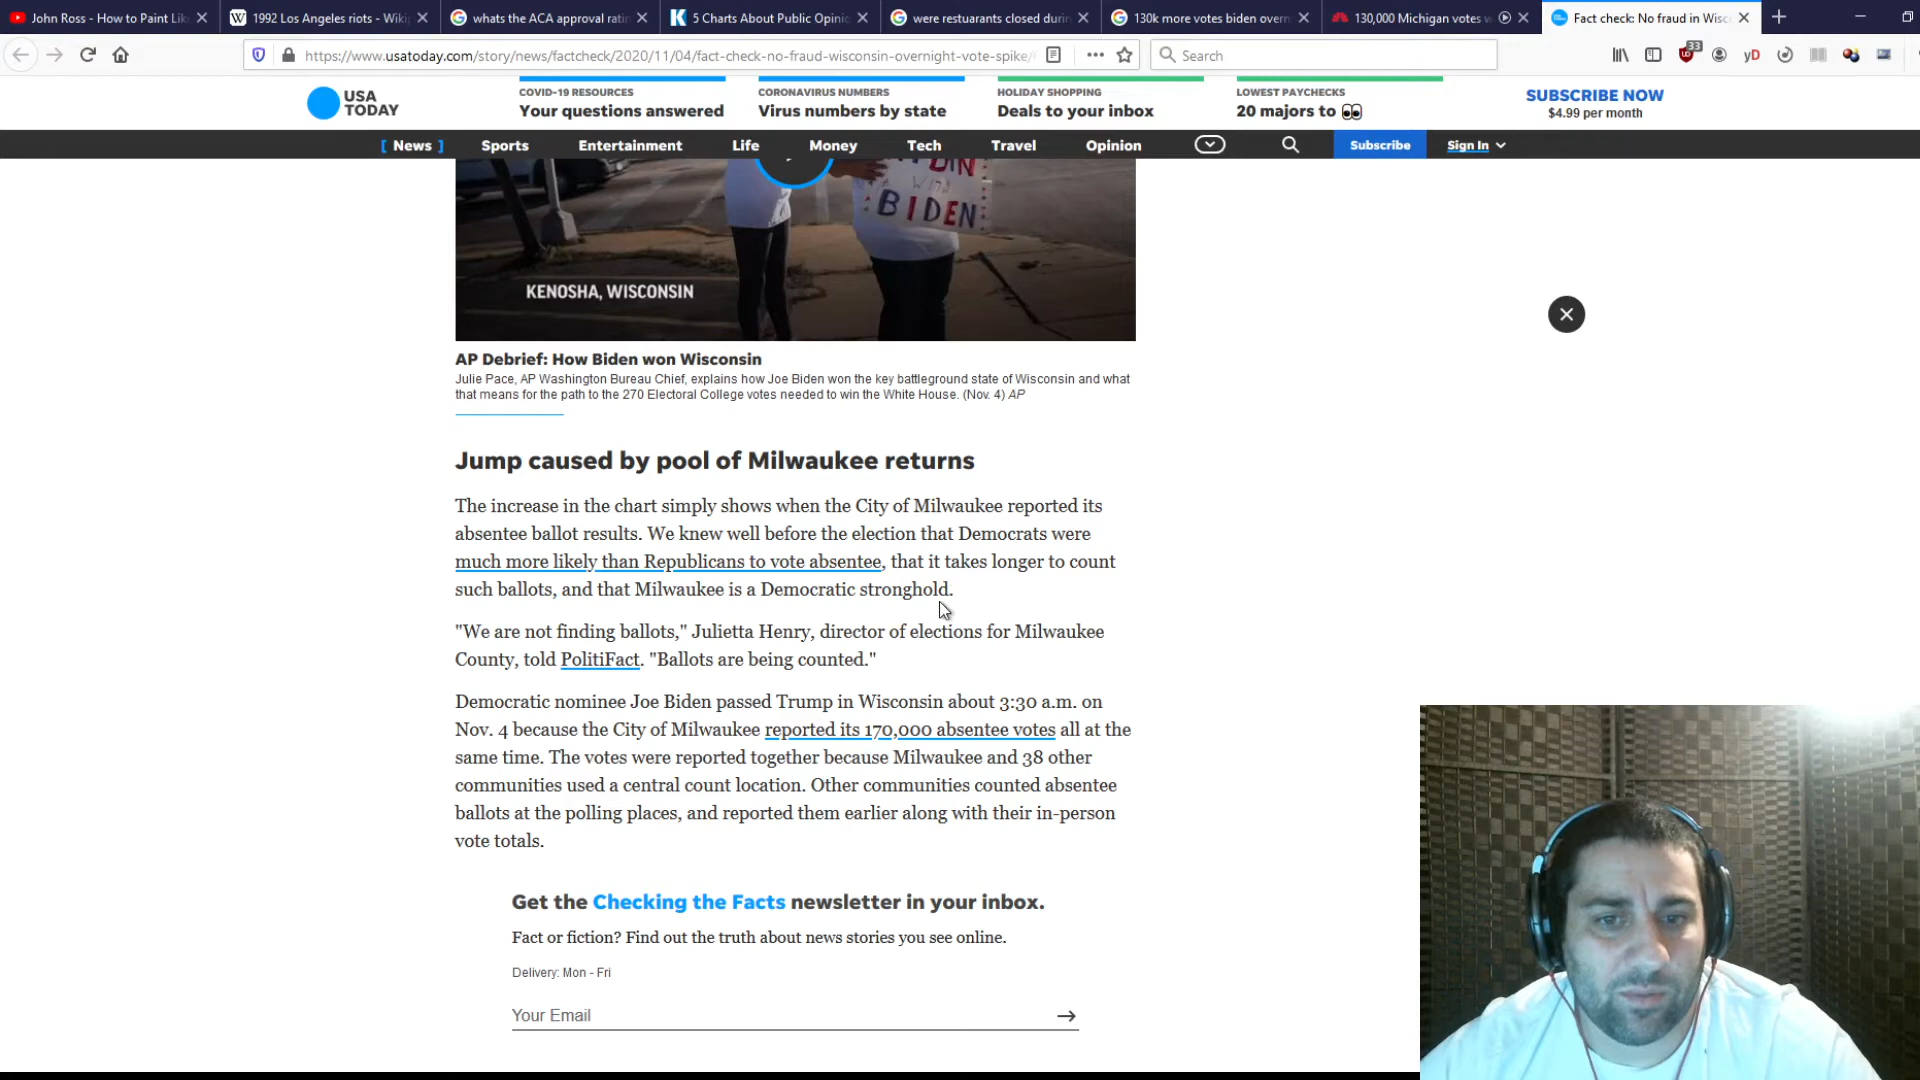 John Ross - How to Paint Lik
1992 Los Angeles riots - Wiki
whats the ACA approval ratin
5 Charts About Public Opinio
were restuarants closed durin
130k more votes biden overn
130,000 Michigan votes w
Fact check: No fraud in Wisc
https://www.usatoday.com/story/news/factcheck/2020/11/04/fact-check-no-fraud-wisconsin-overnight-vote-spike/
Search
33
yD
USA
TODAY
COVID-19 RESOURCES
Your questions answered
CORONAVIRUS NUMBERS
Virus numbers by state
HOLIDAY SHOPPING
Deals to your inbox
LOWEST PAYCHECKS
20 majors to 👀
SUBSCRIBE NOW
$4.99 per month
[ News ]
Sports
Entertainment
Life
Money
Tech
Travel
Opinion
Subscribe
Sign In
WITH
BIDEN
KENOSHA, WISCONSIN
AP Debrief: How Biden won Wisconsin
Julie Pace, AP Washington Bureau Chief, explains how Joe Biden won the key battleground state of Wisconsin and what
that means for the path to the 270 Electoral College votes needed to win the White House. (Nov. 4) AP
Jump caused by pool of Milwaukee returns
The increase in the chart simply shows when the City of Milwaukee reported its
absentee ballot results. We knew well before the election that Democrats were
much more likely than Republicans to vote absentee, that it takes longer to count
such ballots, and that Milwaukee is a Democratic stronghold.
"We are not finding ballots," Julietta Henry, director of elections for Milwaukee
County, told PolitiFact. "Ballots are being counted."
Democratic nominee Joe Biden passed Trump in Wisconsin about 3:30 a.m. on
Nov. 4 because the City of Milwaukee reported its 170,000 absentee votes all at the
same time. The votes were reported together because Milwaukee and 38 other
communities used a central count location. Other communities counted absentee
ballots at the polling places, and reported them earlier along with their in-person
vote totals.
Get the Checking the Facts newsletter in your inbox.
Fact or fiction? Find out the truth about news stories you see online.
Delivery: Mon - Fri
Your Email